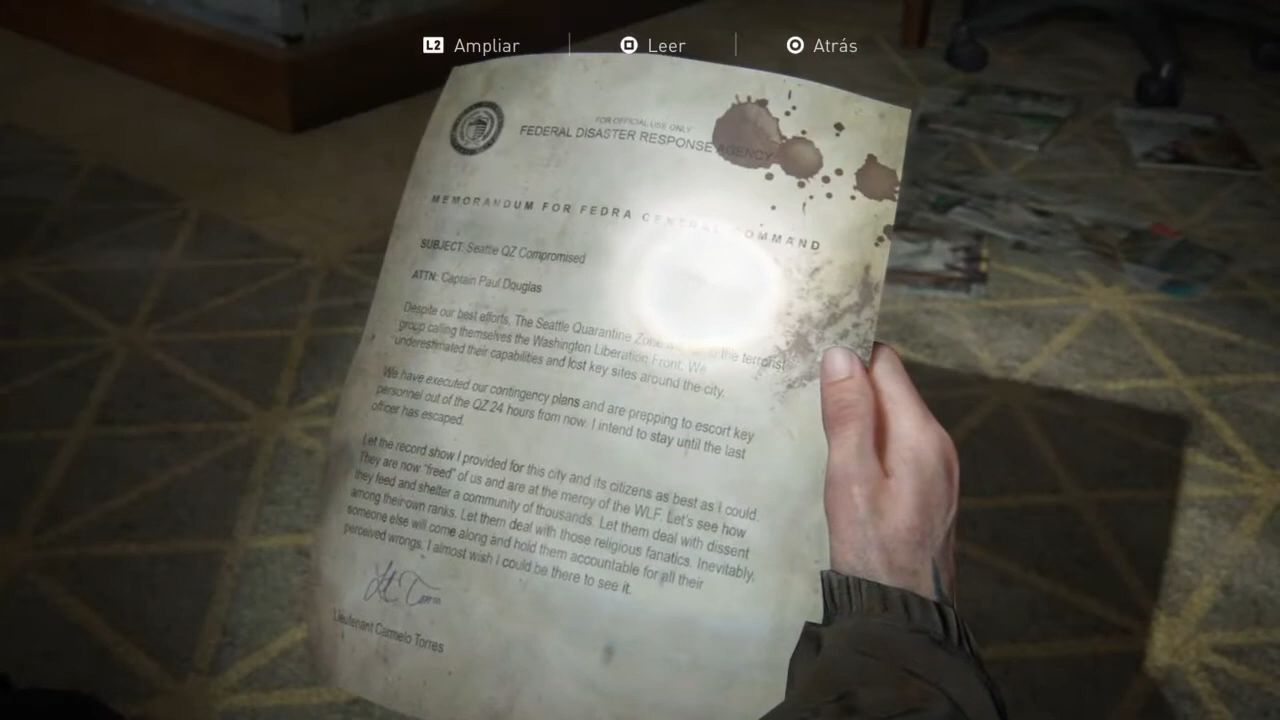 L2 Ampliar
Leer
Atrás
FOR OFFICIAL USE ONLY
FEDERAL DISASTER RESPONSE AGENCY
MEMORANDUM FOR FEDRA CENTRAL COMMAND
SUBJECT: Seattle QZ Compromised
ATTN: Captain Paul Douglas
Despite our best efforts, The Seattle Quarantine Zone to the terrorist
group calling themselves the Washington Liberation Front. We
underestimated their capabilities and lost key sites around the city.
We have executed our contingency plans and are prepping to escort key
personnel out of the QZ 24 hours from now. I intend to stay until the last
officer has escaped.
Let the record show I provided for this city and its citizens as best as I could.
They are now "freed" of us and are at the mercy of the WLF. Let's see how
they feed and shelter a community of thousands. Let them deal with dissent
among their own ranks. Let them deal with those religious fanatics. Inevitably,
someone else will come along and hold them accountable for all their
perceived wrongs. I almost wish I could be there to see it.
Lieutenant Carmelo Torres